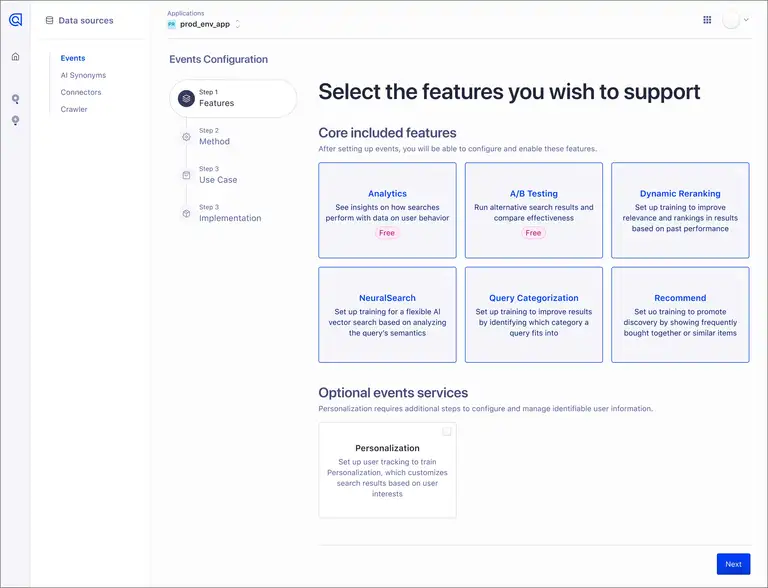 Data sources
Events
AI Synonyms
Connectors
Crawler
Applications
PR prod_env_app
Events Configuration
Step 1
Features
Step 2
Method
Step 3
Use Case
Step 3
Implementation
Select the features you wish to support
Core included features
After setting up events, you will be able to configure and enable these features.
Analytics
See insights on how searches
perform with data on user behavior
Free
A/B Testing
Run alternative search results and
compare effectiveness
Free
Dynamic Reranking
Set up training to improve
relevance and rankings in results
based on past performance
NeuralSearch
Set up training for a flexible AI
vector search based on analyzing
the query's semantics
Query Categorization
Set up training to improve results
by identifying which category a
query fits into
Recommend
Set uo training to promote
discovery by showing frequently
bought together or similar items
Optional events services
Personalization requires additional steps to configure and manage identifiable user information.
Personalization
Set up user tracking to train
Personalization, which customizes
search results based on user
interests
Next